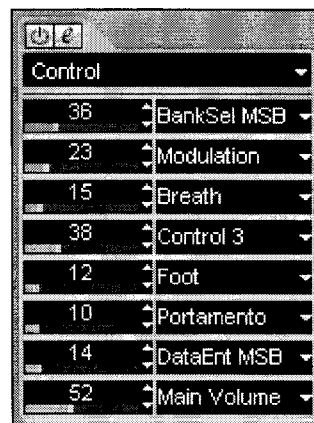 e
Control
36 BankSel MSB
23 Modulation
15 Breath
38 Control 3
12 Foot
10 Portamento
14 DataEnt MSB
52 Main Volume